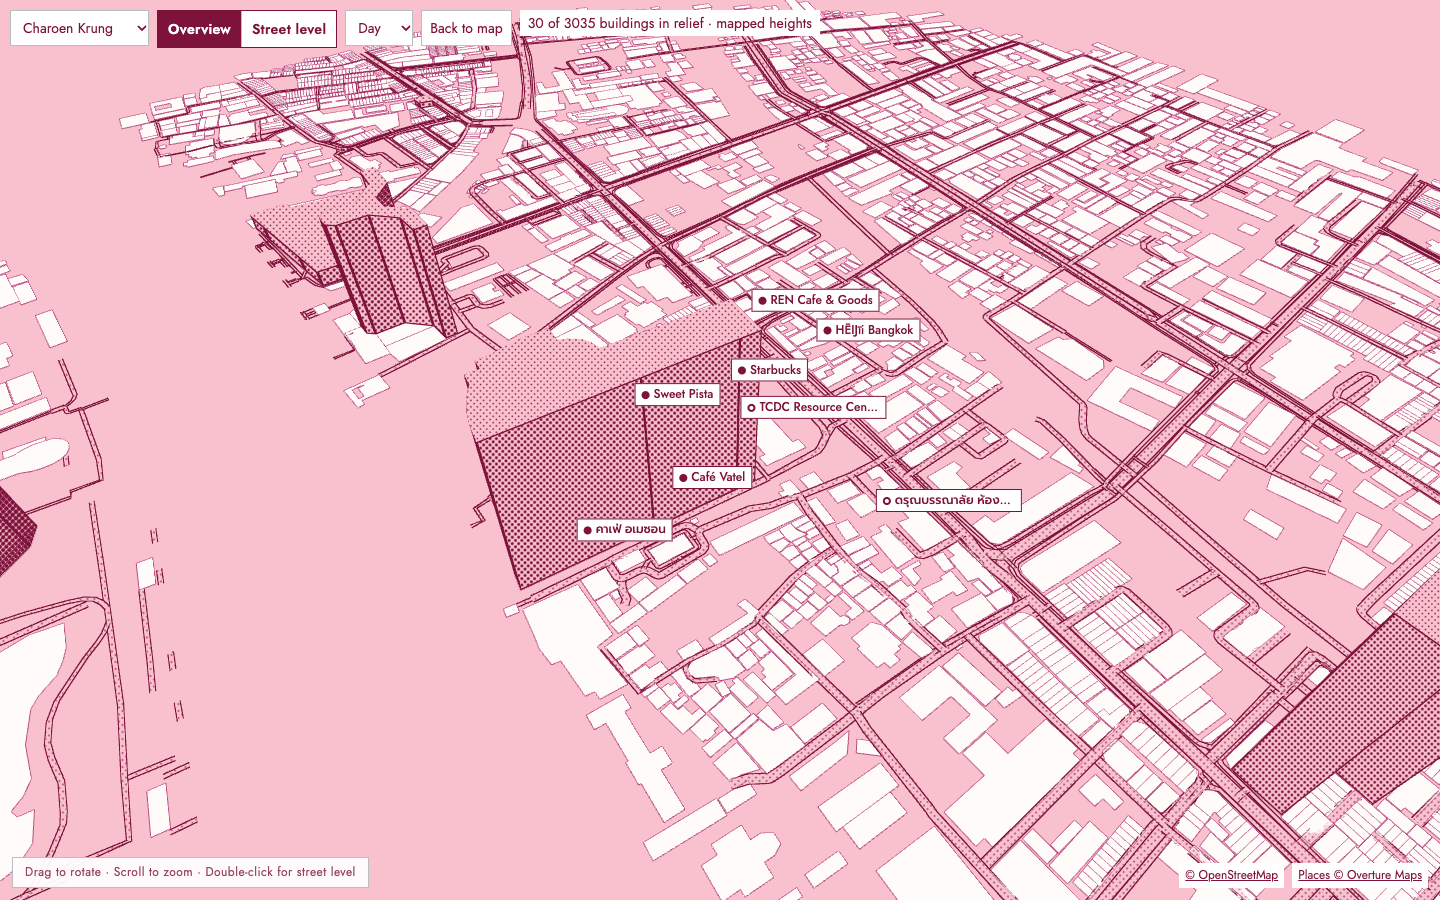 Charoen Krung
Overview
Street level
Day
Back to map
30 of 3035 buildings in relief · mapped heights
REN Cafe & Goods
Bangkok
Starbucks
Sweet Pista
TCDC Resource Cen...
Café Vatel
ดรุณบรรณาลัย ห้อง...
คาเฟ่ อเมซอน
Drag to rotate · Scroll to zoom · Double-click for street level
© OpenStreetMap
Places © Overture Maps